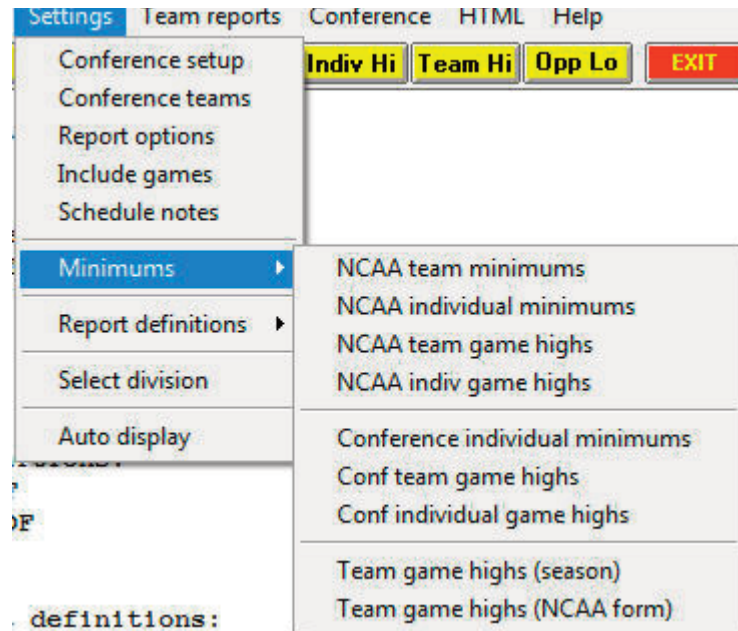 Settings Team reports Conference HTML Help
Indiv Hi Team Hi Opp Lo EXIT
Conference setup
Conference teams
Report options
Include games
Schedule notes
Minimums
Report definitions
Select division
Auto display
NCAA team minimums
NCAA individual minimums
NCAA team game highs
NCAA indiv game highs
Conference individual minimums
Conf team game highs
Conf individual game highs
Team game highs (season)
Team game highs (NCAA form)
definitions: